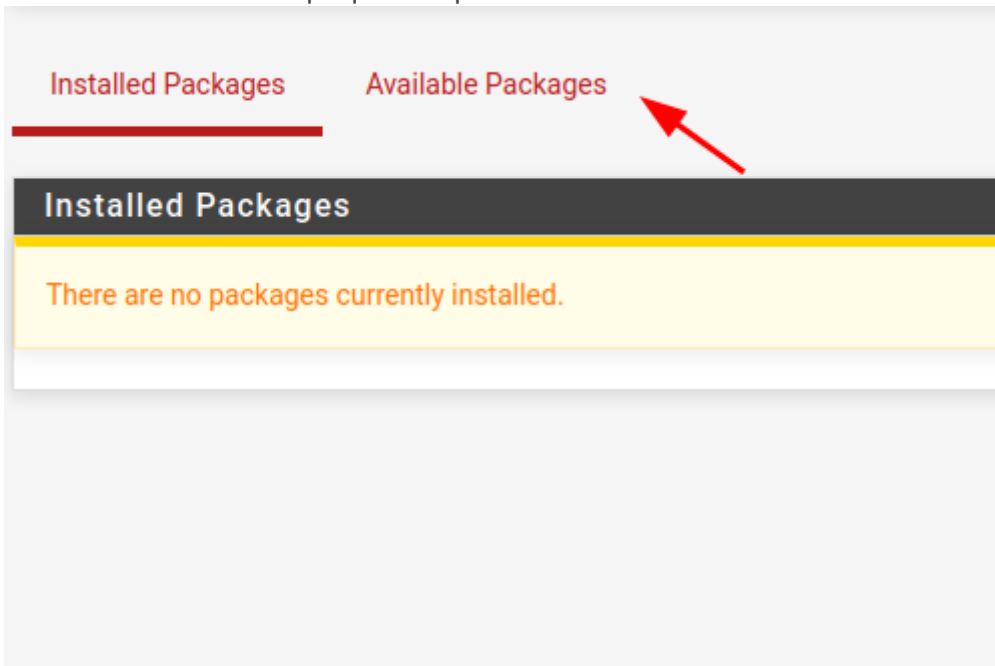 Installed Packages
Available Packages
Installed Packages
There are no packages currently installed.